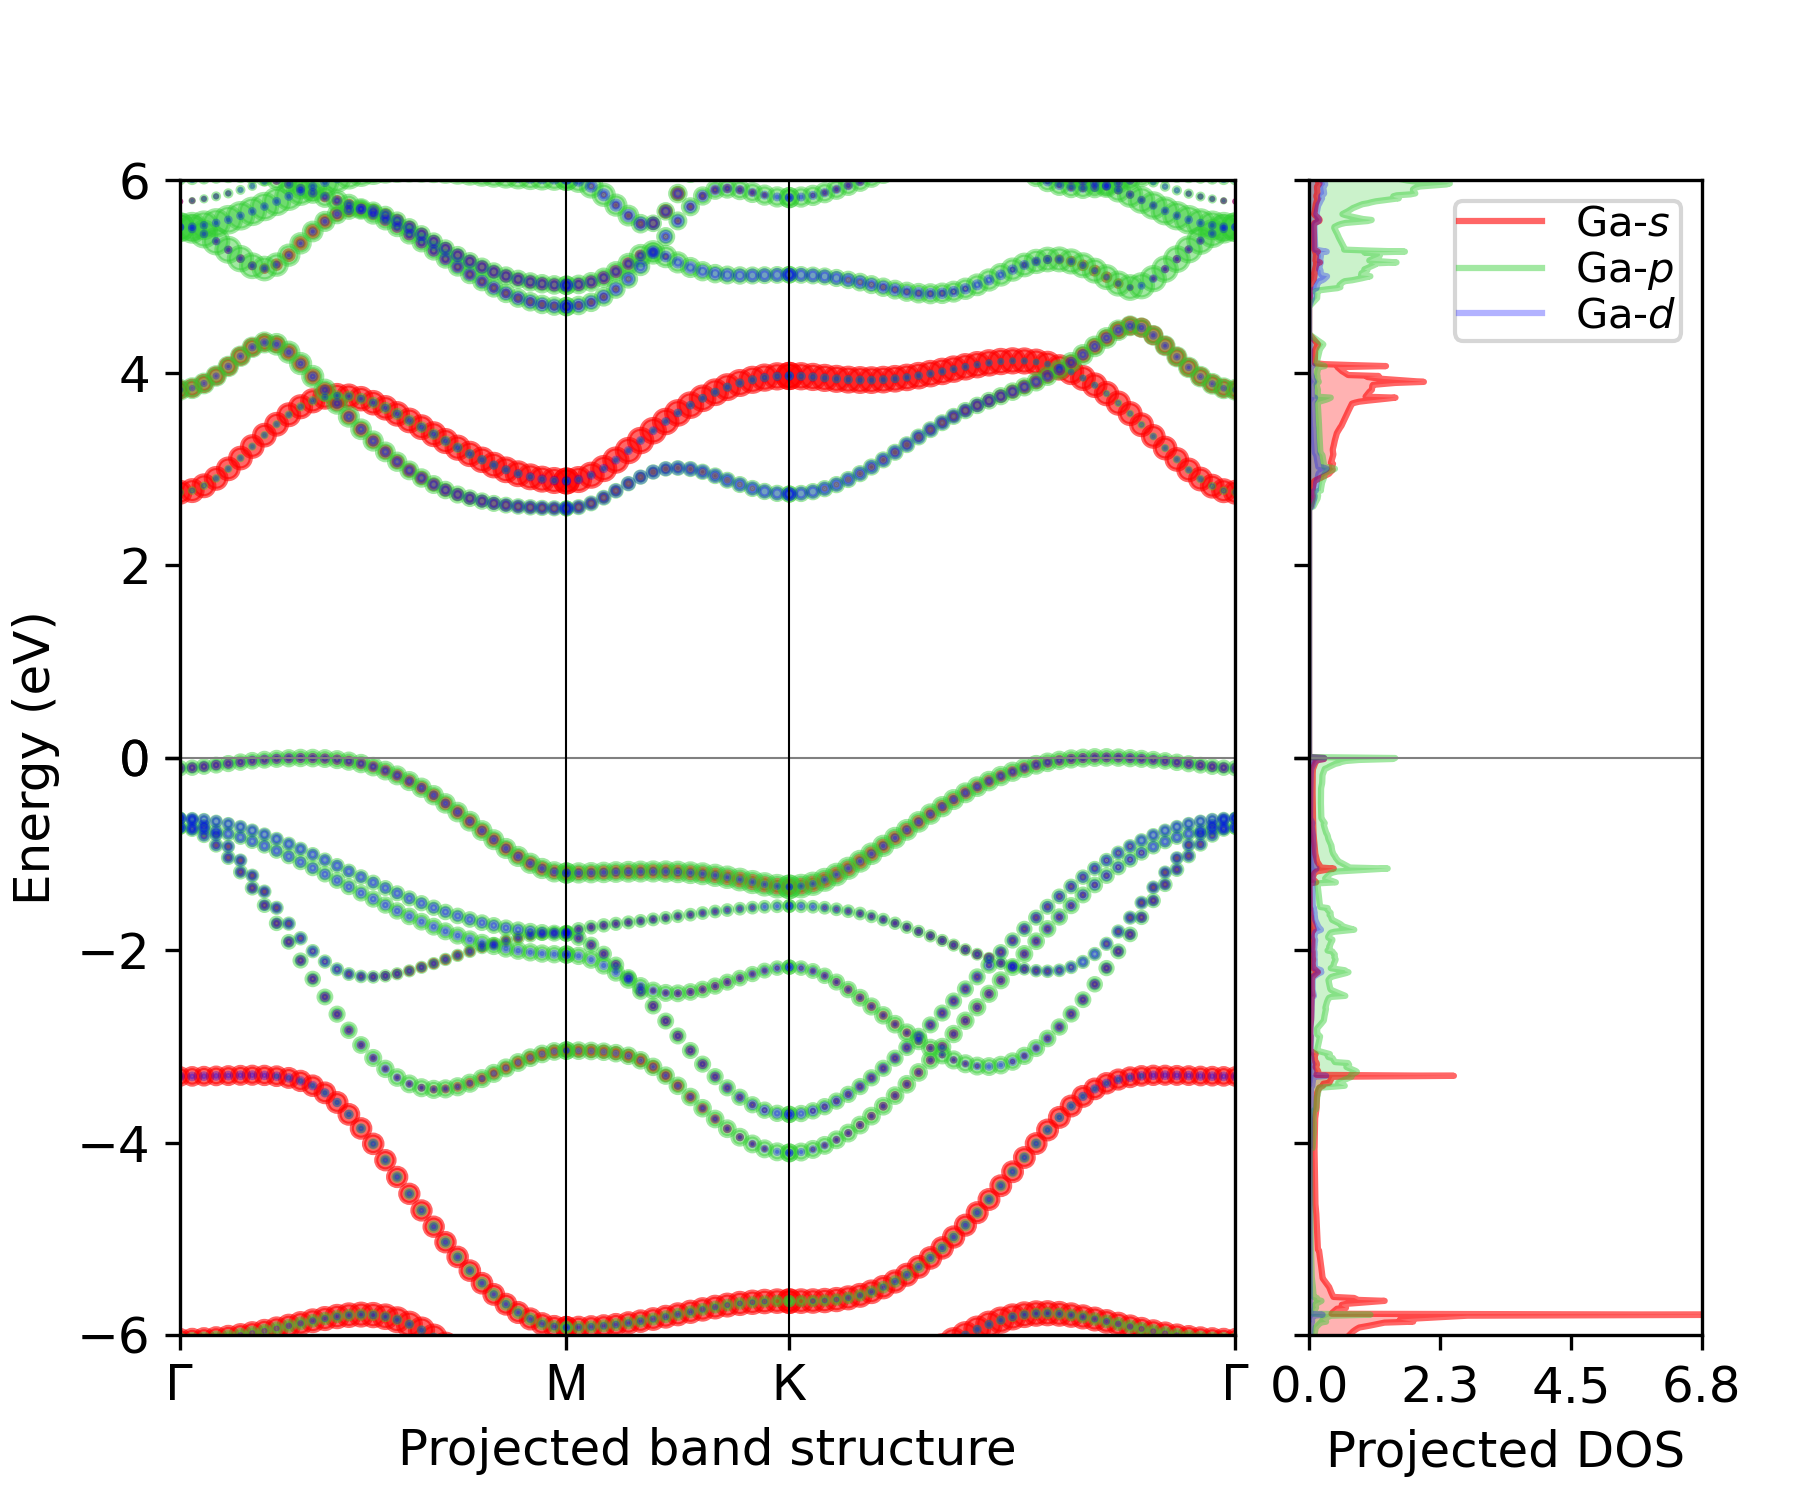 6
4
2
0
−2
−4
−6
Energy (eV)
Γ
M
K
Γ
Projected band structure
Ga-s
Ga-p
Ga-d
0.0
2.3
4.5
6.8
Projected DOS